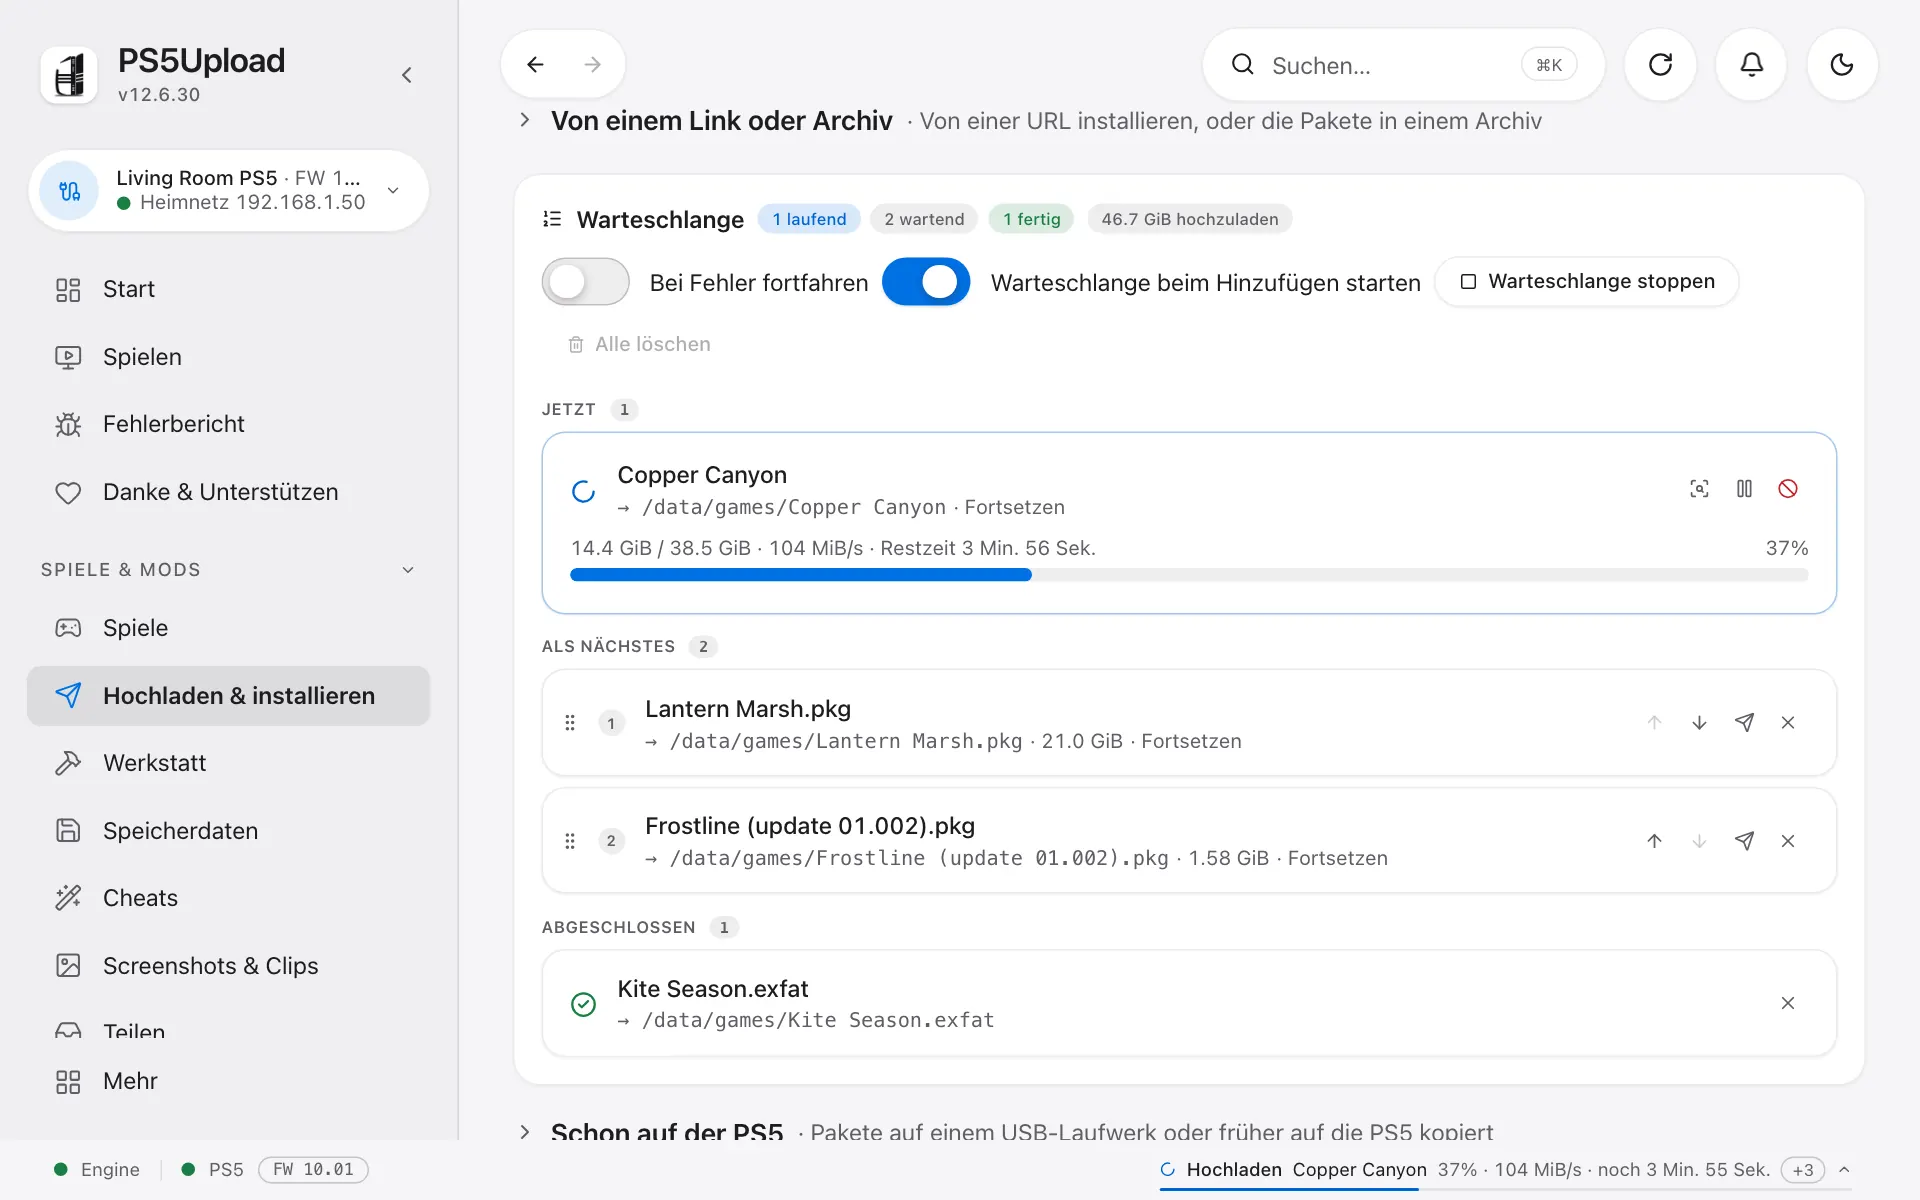 PS5Upload
v12.6.30
Living Room PS5 · FW 1...
Heimnetz 192.168.1.50
Start
Spielen
Fehlerbericht
Danke & Unterstützen
SPIELE & MODS
Spiele
Hochladen & installieren
Werkstatt
Speicherdaten
Cheats
Screenshots & Clips
Teilen
Mehr
Suchen...
⌘K
Von einem Link oder Archiv · Von einer URL installieren, oder die Pakete in einem Archiv
Warteschlange 1 laufend 2 wartend 1 fertig 46.7 GiB hochzuladen
Bei Fehler fortfahren Warteschlange beim Hinzufügen starten Warteschlange stoppen
Alle löschen
JETZT 1
Copper Canyon
→ /data/games/Copper Canyon · Fortsetzen
14.4 GiB / 38.5 GiB · 104 MiB/s · Restzeit 3 Min. 56 Sek. 37%
ALS NÄCHSTES 2
1 Lantern Marsh.pkg
→ /data/games/Lantern Marsh.pkg · 21.0 GiB · Fortsetzen
2 Frostline (update 01.002).pkg
→ /data/games/Frostline (update 01.002).pkg · 1.58 GiB · Fortsetzen
ABGESCHLOSSEN 1
Kite Season.exfat
→ /data/games/Kite Season.exfat
Schon auf der PS5 · Pakete auf einem USB-Laufwerk oder früher auf die PS5 kopiert
Engine PS5 FW 10.01
Hochladen Copper Canyon 37% · 104 MiB/s · noch 3 Min. 55 Sek. +3